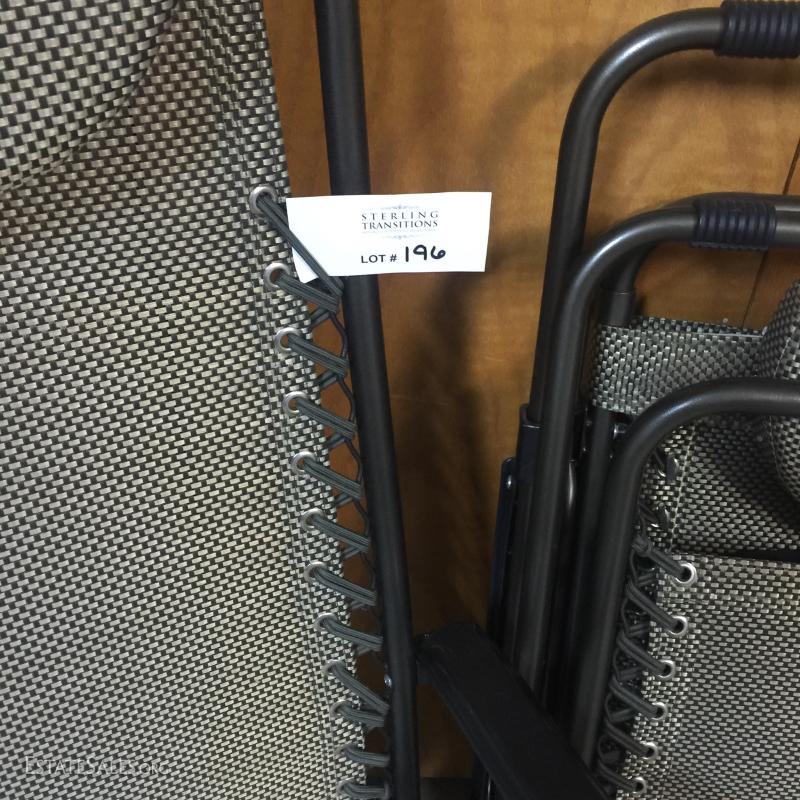 STERLING
TRANSITIONS
LOT # 196
ESTATESALES.ORG